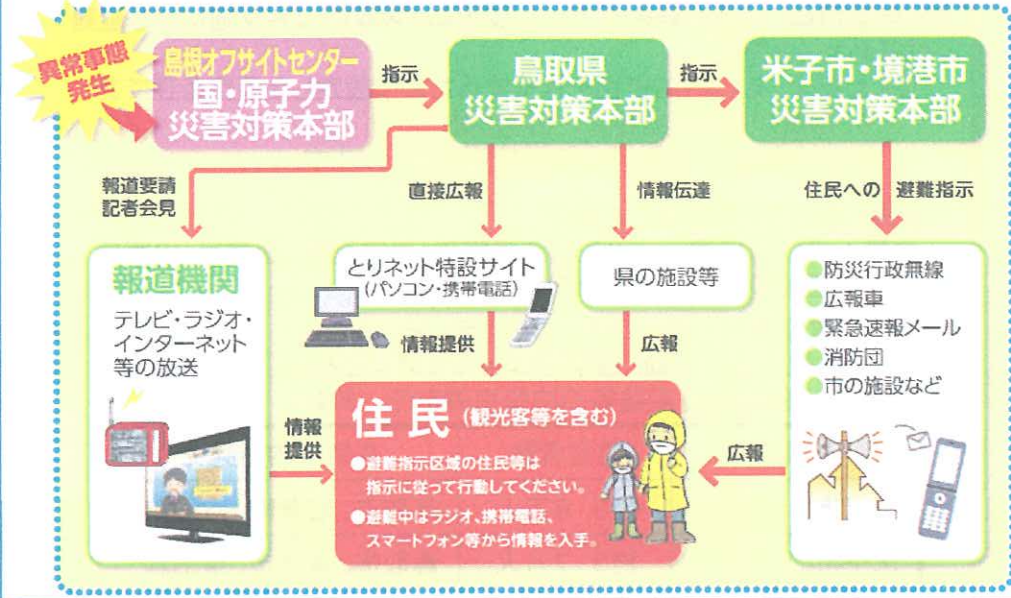 異常事態
発生
島根オフサイトセンター
国・原子力
災害対策本部
指示
鳥取県
災害対策本部
指示
米子市・境港市
災害対策本部
報道要請
記者会見
直接広報
情報伝達
住民への 避難指示
報道機関
テレビ・ラジオ・
インターネット
等の放送
とりネット特設サイト
(パソコン・携帯電話)
県の施設等
●防災行政無線
●広報車
●緊急速報メール
●消防団
●市の施設など
情報提供
広報
情報
提供
住民(観光客等を含む)
●避難指示区域の住民等は
指示に従って行動してください。
●避難中はラジオ、携帯電話、
スマートフォン等から情報を入手。
広報